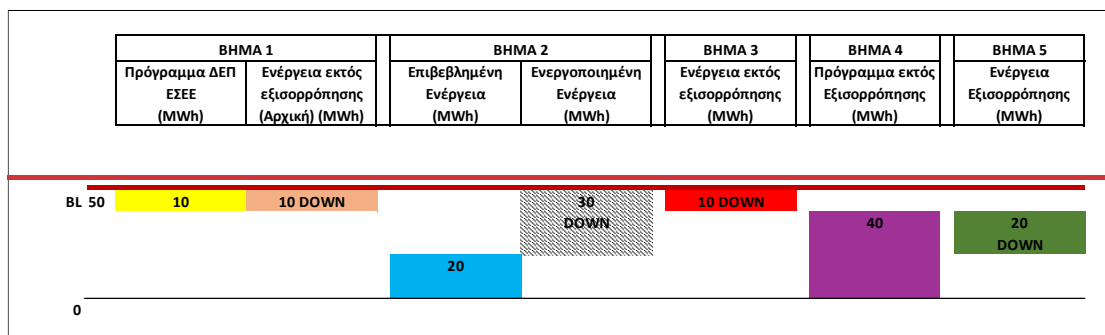 ΒΗΜΑ 1
ΒΗΜΑ 2
ΒΗΜΑ 3
ΒΗΜΑ 4
ΒΗΜΑ 5
Πρόγραμμα ΔΕΠ
ΕΣΕΕ
(MWh)
Ενέργεια εκτός
εξισορρόπησης
(Αρχική) (MWh)
Επιβεβλημένη
Ενέργεια
(MWh)
Ενεργοποιημένη
Ενέργεια
(MWh)
Ενέργεια εκτός
εξισορρόπησης
(MWh)
Πρόγραμμα εκτός
Εξισορρόπησης
(MWh)
Ενέργεια
Εξισορρόπησης
(MWh)
BL 50
10
10 DOWN
30
DOWN
10 DOWN
40
20
DOWN
20
0